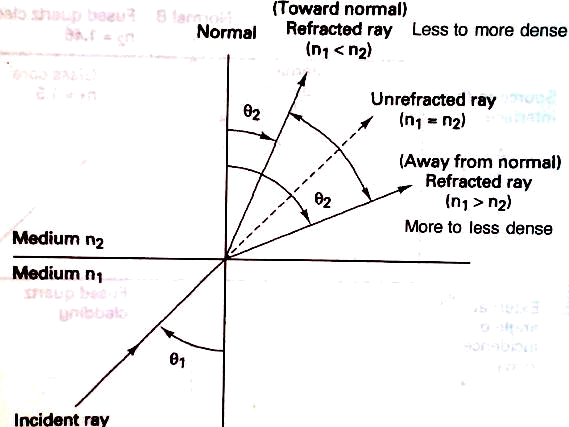 (Toward normal)
Normal Refracted ray Less to more dense
(n₁ < n₂)
θ₂
Unrefracted ray
(n₁ = n₂)
(Away from normal)
θ₂ Refracted ray
(n₁ > n₂)
More to less dense
Medium n₂
Medium n₁
θ₁
Incident ray